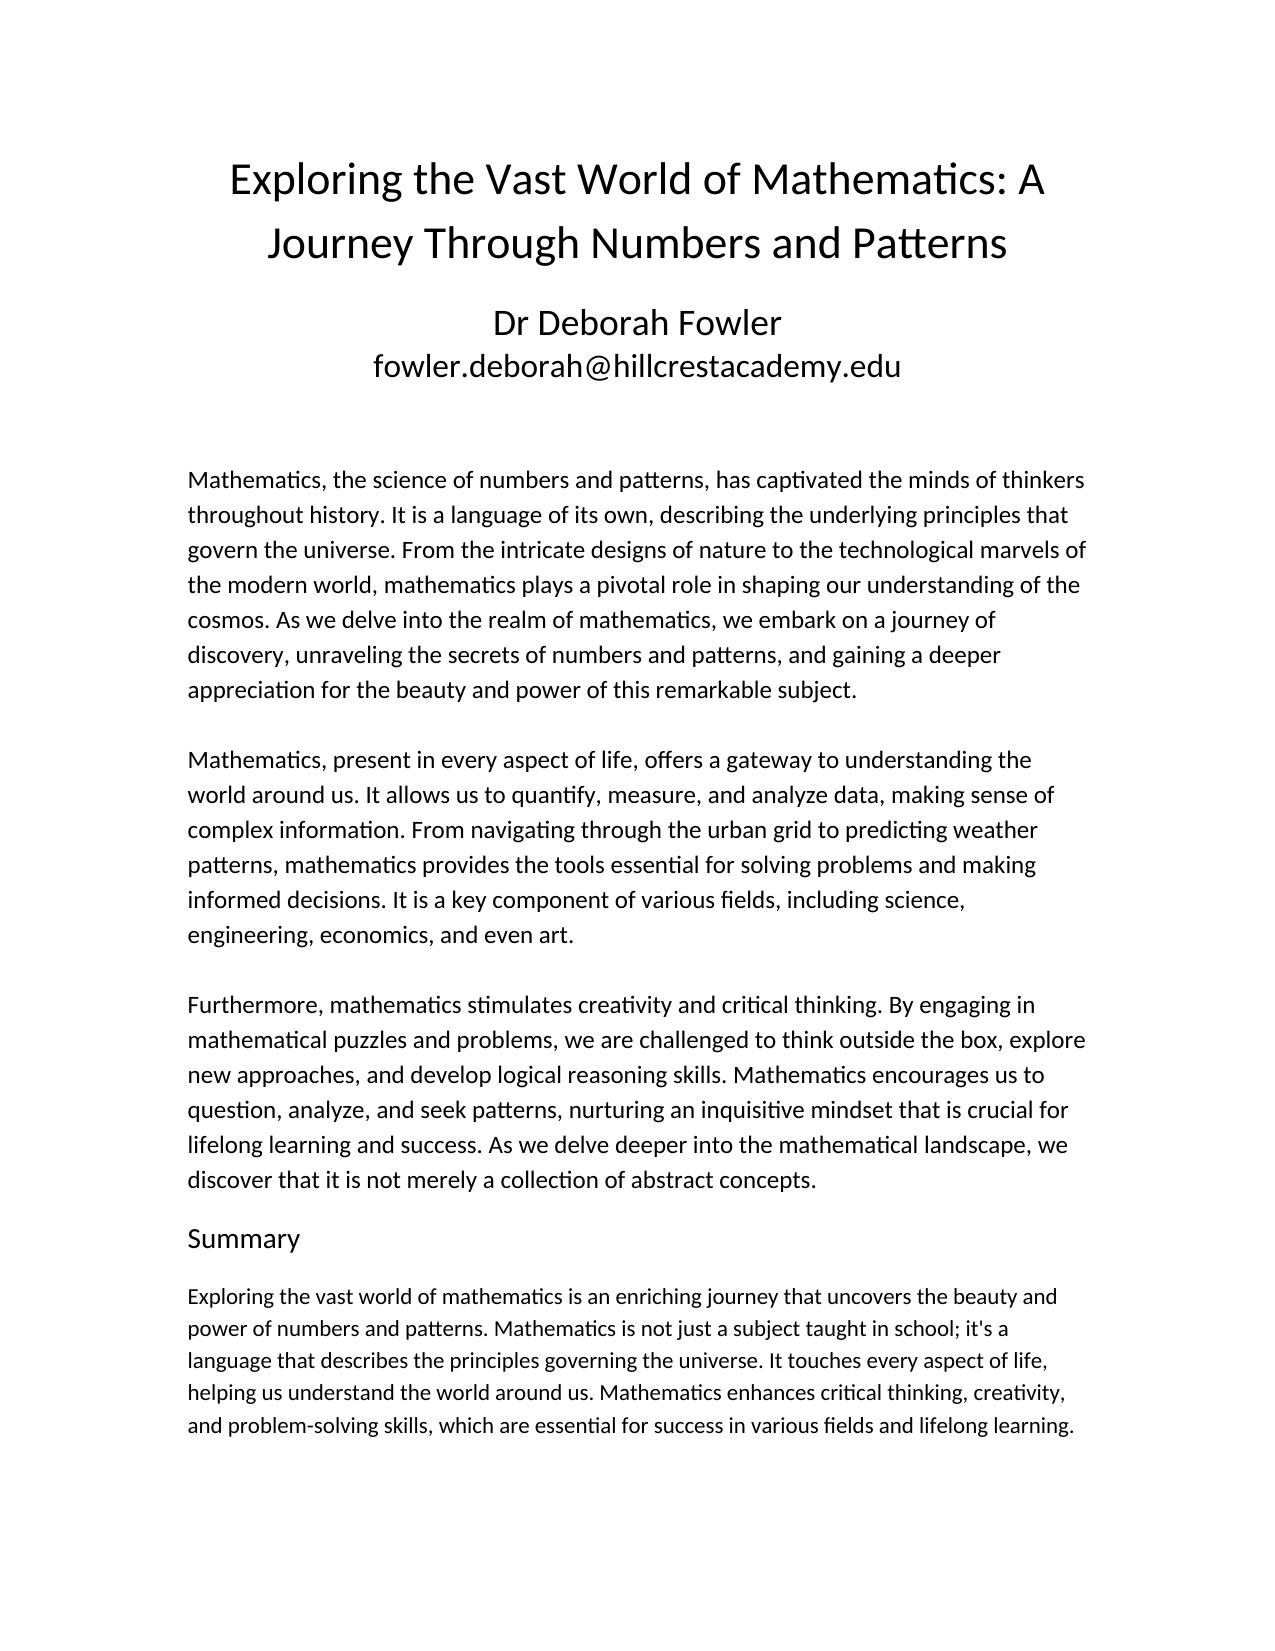 Exploring the Vast World of Mathematics: A
Journey Through Numbers and Patterns
Dr Deborah Fowler
fowler.deborah@hillcrestacademy.edu
Mathematics, the science of numbers and patterns, has captivated the minds of thinkers
throughout history. It is a language of its own, describing the underlying principles that
govern the universe. From the intricate designs of nature to the technological marvels of
the modern world, mathematics plays a pivotal role in shaping our understanding of the
cosmos. As we delve into the realm of mathematics, we embark on a journey of
discovery, unraveling the secrets of numbers and patterns, and gaining a deeper
appreciation for the beauty and power of this remarkable subject.
Mathematics, present in every aspect of life, offers a gateway to understanding the
world around us. It allows us to quantify, measure, and analyze data, making sense of
complex information. From navigating through the urban grid to predicting weather
patterns, mathematics provides the tools essential for solving problems and making
informed decisions. It is a key component of various fields, including science,
engineering, economics, and even art.
Furthermore, mathematics stimulates creativity and critical thinking. By engaging in
mathematical puzzles and problems, we are challenged to think outside the box, explore
new approaches, and develop logical reasoning skills. Mathematics encourages us to
question, analyze, and seek patterns, nurturing an inquisitive mindset that is crucial for
lifelong learning and success. As we delve deeper into the mathematical landscape, we
discover that it is not merely a collection of abstract concepts.
Summary
Exploring the vast world of mathematics is an enriching journey that uncovers the beauty and
power of numbers and patterns. Mathematics is not just a subject taught in school; it's a
language that describes the principles governing the universe. It touches every aspect of life,
helping us understand the world around us. Mathematics enhances critical thinking, creativity,
and problem-solving skills, which are essential for success in various fields and lifelong learning.